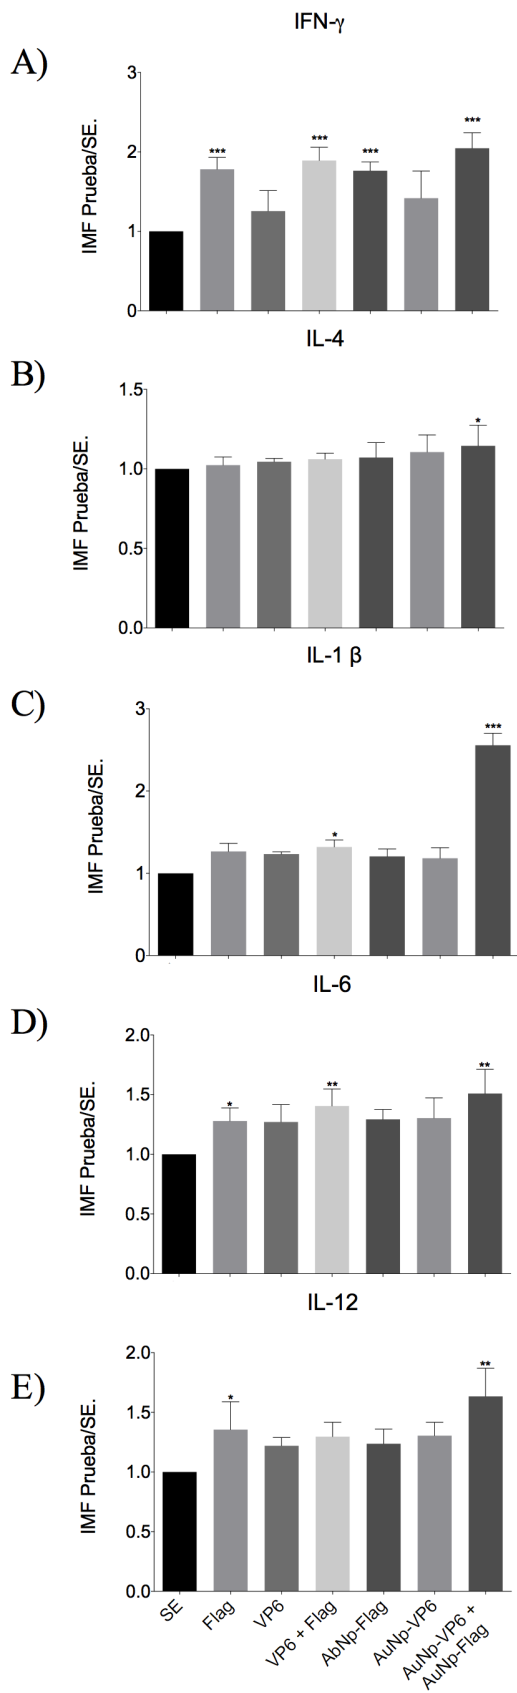 IFN-γ
A)
IMF Prueba/SE.
3
2
1
0
***
***
***
***
IL-4
B)
IMF Prueba/SE.
1.5
1.0
0.5
0.0
*
IL-1 β
C)
IMF Prueba/SE.
3
2
1
0
*
***
IL-6
D)
IMF Prueba/SE.
2.0
1.5
1.0
0.5
0.0
*
**
**
IL-12
E)
IMF Prueba/SE.
2.0
1.5
1.0
0.5
0.0
*
**
SE
Flag
VP6
VP6 + Flag
AbNp-Flag
AuNp-VP6
AuNp-VP6 +
AuNp-Flag